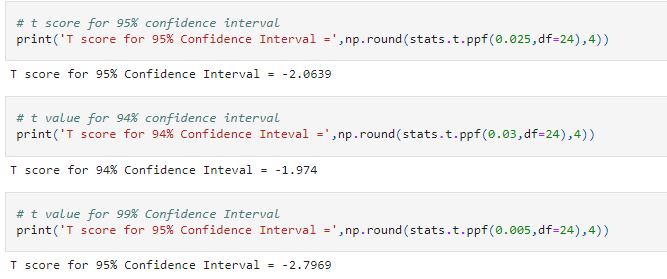 # t score for 95% confidence interval
print('T score for 95% Confidence Interval =',np.round(stats.t.ppf(0.025,df=24),4))
T score for 95% Confidence Interval = -2.0639
# t value for 94% confidence interval
print('T score for 94% Confidence Inteval =',np.round(stats.t.ppf(0.03,df=24),4))
T score for 94% Confidence Inteval = -1.974
# t value for 99% Confidence Interval
print('T score for 95% Confidence Interval =',np.round(stats.t.ppf(0.005,df=24),4))
T score for 95% Confidence Interval = -2.7969